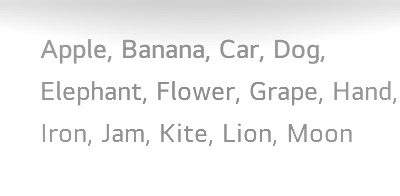 Apple, Banana, Car, Dog,
Elephant, Flower, Grape, Hand,
Iron, Jam, Kite, Lion, Moon